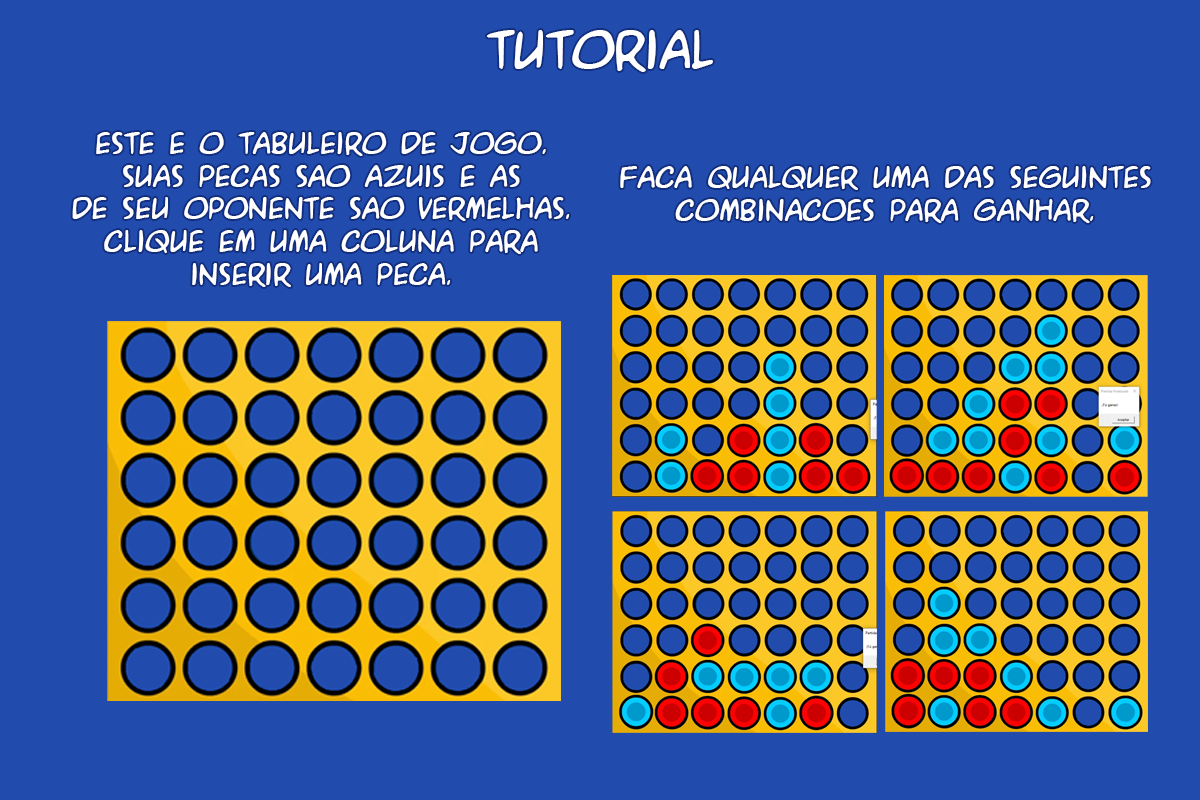 TUTORIAL
ESTE E O TABULEIRO DE JOGO.
SUAS PECAS SAO AZUIS E AS
DE SEU OPONENTE SAO VERMELHAS.
CLIQUE EM UMA COLUNA PARA
INSERIR UMA PECA.
FACA QUALQUER UMA DAS SEGUINTES
COMBINACOES PARA GANHAR.